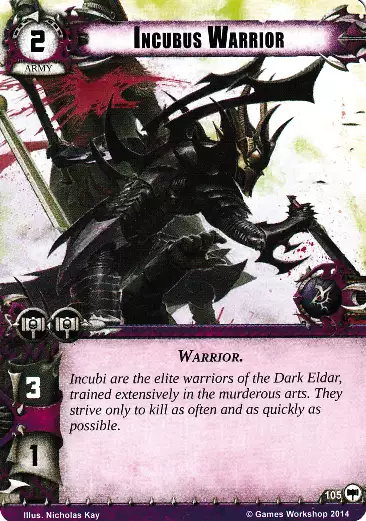 2
INCUBUS WARRIOR
ARMY
WARRIOR.
Incubi are the elite warriors of the Dark Eldar,
trained extensively in the murderous arts. They
strive only to kill as often and as quickly as
possible.
3
1
105
Illus. Nicholas Kay
© Games Workshop 2014